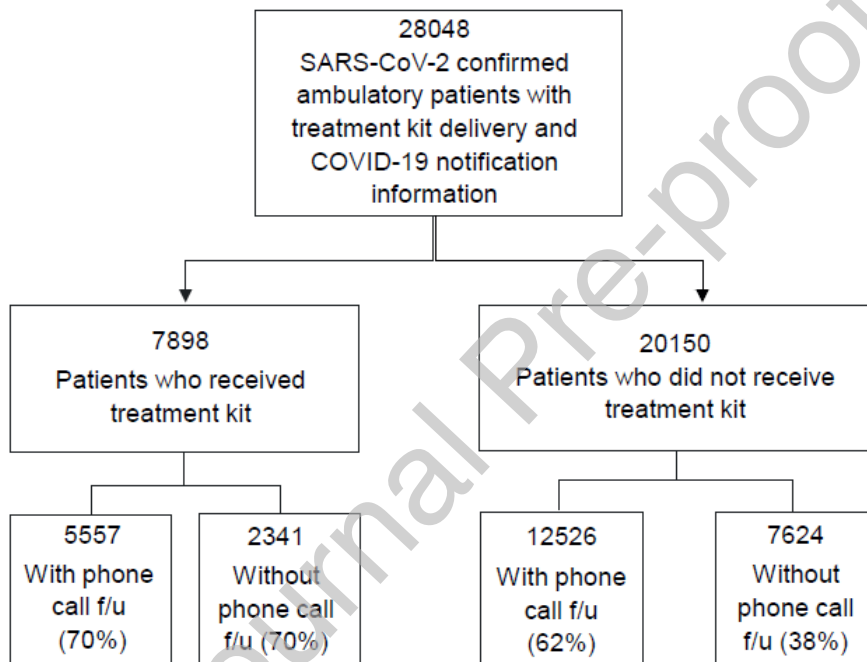 28048
SARS-CoV-2 confirmed
ambulatory patients with
treatment kit delivery and
COVID-19 notification
information
7898
Patients who received
treatment kit
20150
Patients who did not receive
treatment kit
5557
With phone
call f/u
(70%)
2341
Without
phone call
f/u (70%)
12526
With phone
call f/u
(62%)
7624
Without
phone call
f/u (38%)
Journal Pre-proof